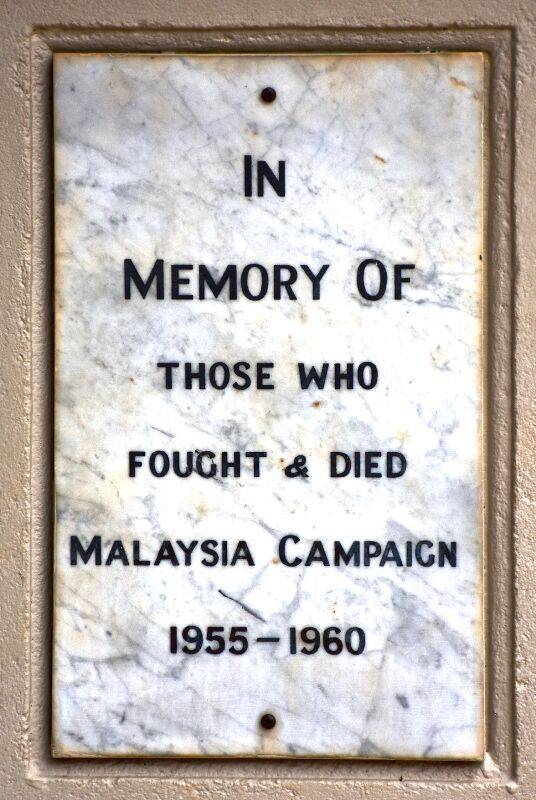 IN
MEMORY OF
THOSE WHO
FOUGHT & DIED
MALAYSIA CAMPAIGN
1955-1960